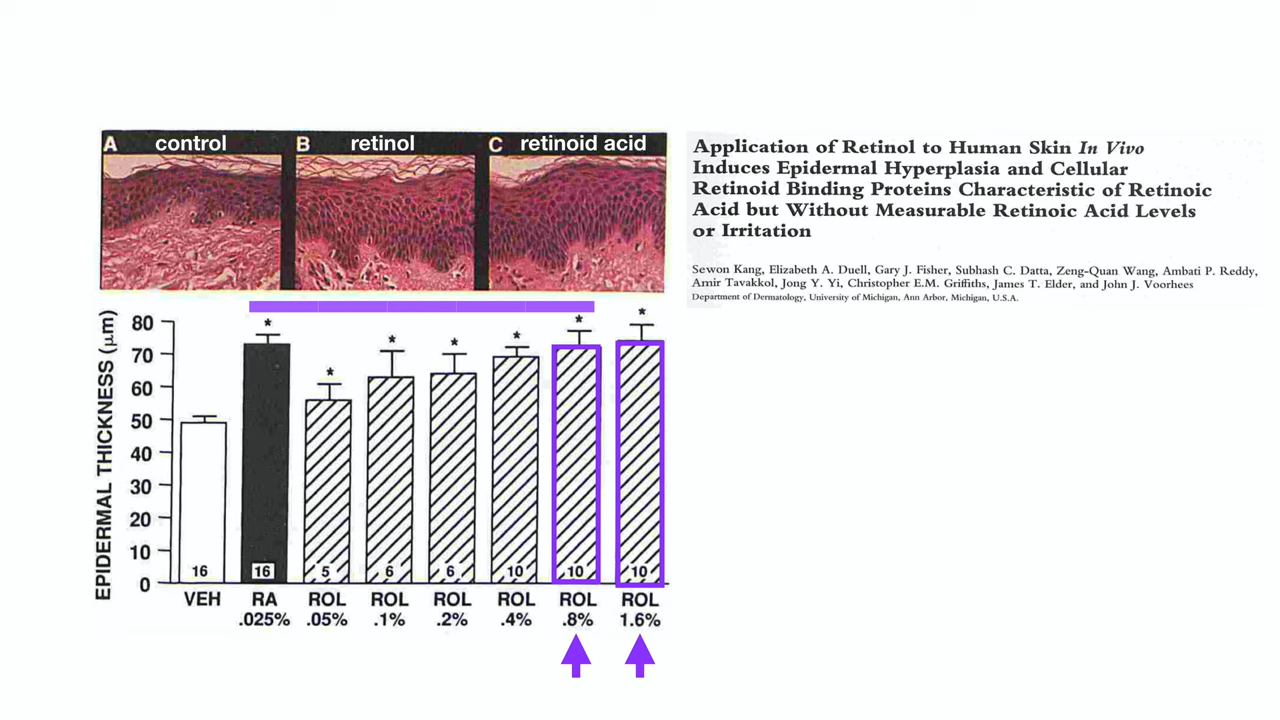 A control B retinol C retinoid acid
Application of Retinol to Human Skin In Vivo
Induces Epidermal Hyperplasia and Cellular
Retinoid Binding Proteins Characteristic of Retinoic
Acid but Without Measurable Retinoic Acid Levels
or Irritation
Sewon Kang, Elizabeth A. Duell, Gary J. Fisher, Subhash C. Datta, Zeng-Quan Wang, Ambati P. Reddy,
Amir Tavakkol, Jong Y. Yi, Christopher E.M. Griffiths, James T. Elder, and John J. Voorhees
Department of Dermatology, University of Michigan, Ann Arbor, Michigan, U.S.A.
EPIDERMAL THICKNESS (μm)
80
70
60
50
40
30
20
10
0
* * * * * * *
16 16 5 6 6 10 10 10
VEH RA ROL ROL ROL ROL ROL ROL
.025% .05% .1% .2% .4% .8% 1.6%